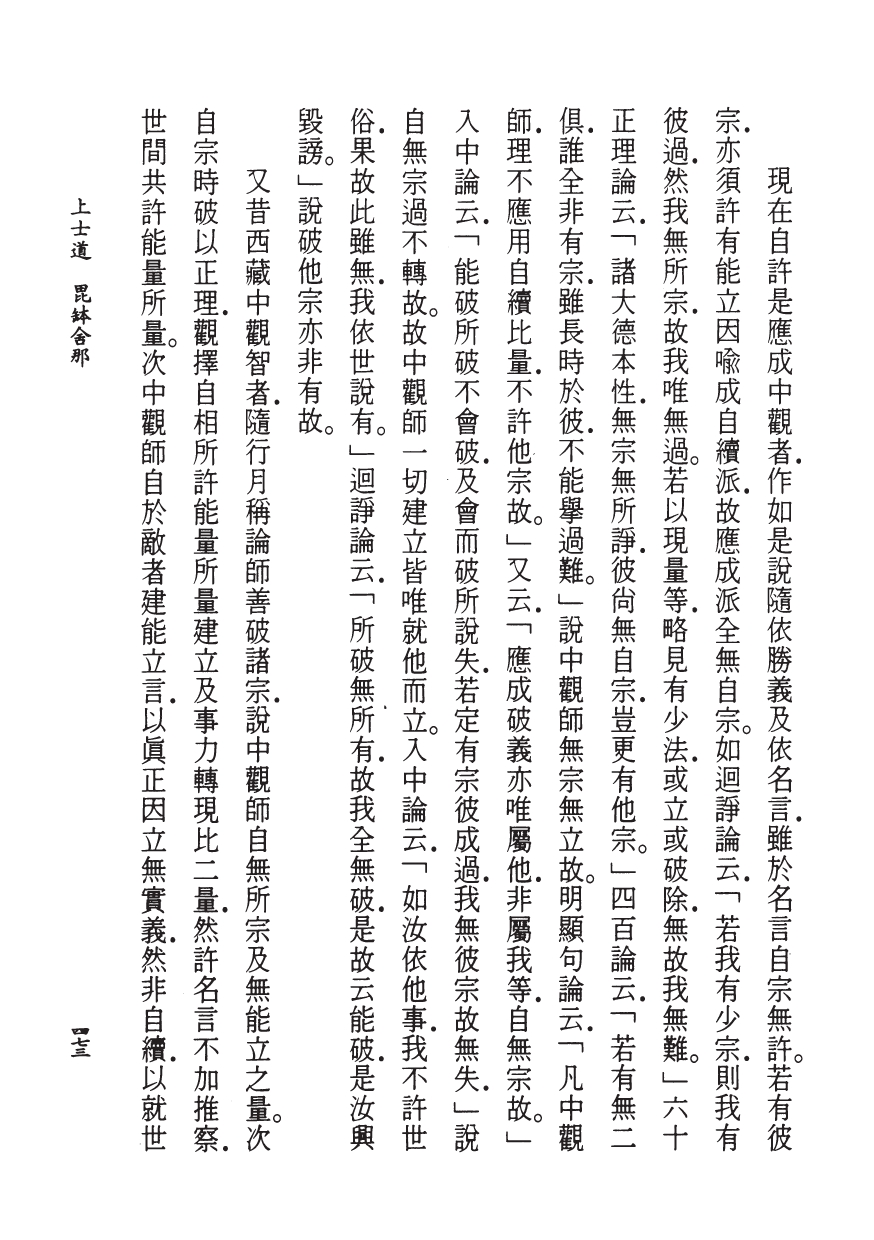 現在自許是應成中觀者．作如是說隨依勝義及依名言．雖於名言自宗無許。若有彼
宗．亦須許有能立因喻成自續派．故應成派全無自宗。如迴諍論云．「若我有少宗．則我有
彼過．然我無所宗．故我唯無過。若以現量等．略見有少法．或立或破除．無故我無難。」六十
正理論云．「諸大德本性．無宗無所諍．彼尙無自宗．豈更有他宗。」四百論云．「若有無二
俱．誰全非有宗．雖長時於彼．不能舉過難。」說中觀師無宗無立故。明顯句論云．「凡中觀
師．理不應用自續比量．不許他宗故。」又云．「應成破義亦唯屬他．非屬我等．自無宗故。」
入中論云．「能破所破不會破．及會而破所說失．若定有宗彼成過．我無彼宗故無失．」說
自無宗過不轉故。故中觀師一切建立皆唯就他而立。入中論云．「如汝依他事．我不許世
俗．果故此雖無．我依世說有。」迴諍論云．「所破無所有．故我全無破．是故云能破．是汝興
毀謗。」說破他宗亦非有故。
又昔西藏中觀智者．隨行月稱論師善破諸宗．說中觀師自無所宗及無能立之量。次
自宗時破以正理．觀擇自相所許能量所量建立及事力轉現比二量．然許名言不加推察．
世間共許能量所量。次中觀師自於敵者建能立言．以眞正因立無實義．然非自續．以就世
上士道　毘鉢舍那
四七三